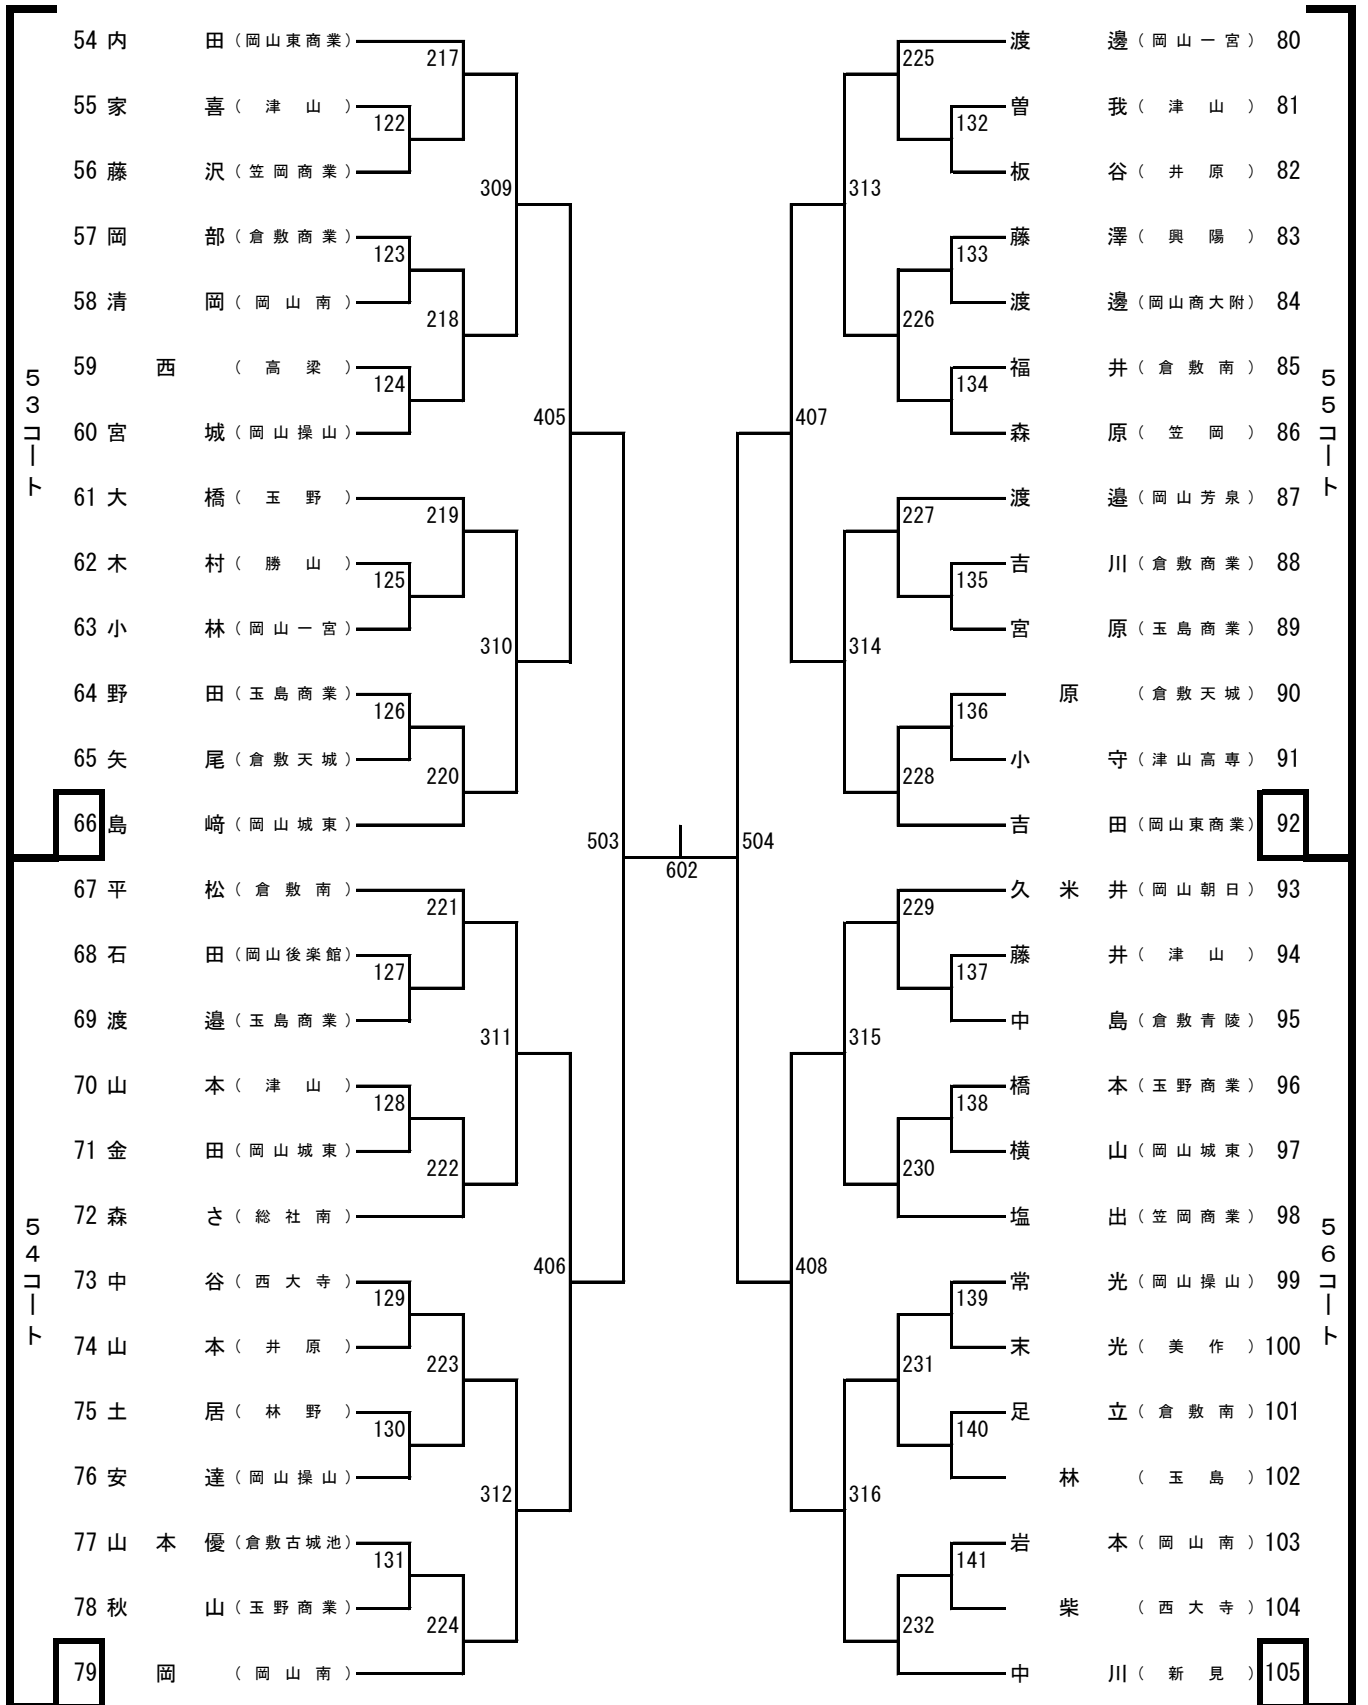 54 内田（岡山東商業）
217
55 家喜（津山）
122
56 藤沢（笠岡商業）
309
57 岡部（倉敷商業）
123
58 清岡（岡山南）
218
59 西（高梁）
124
60 宮城（岡山操山）
405
61 大橋（玉野）
219
62 木村（勝山）
125
63 小林（岡山一宮）
310
64 野田（玉島商業）
126
65 矢尾（倉敷天城）
220
66 島﨑（岡山城東）
53コート
503
67 平松（倉敷南）
221
68 石田（岡山後楽館）
127
69 渡邉（玉島商業）
311
70 山本（津山）
128
71 金田（岡山城東）
222
72 森さ（総社南）
406
73 中谷（西大寺）
129
74 山本（井原）
223
75 土居（林野）
130
76 安達（岡山操山）
312
77 山本優（倉敷古城池）
131
78 秋山（玉野商業）
224
79 岡（岡山南）
54コート
602
渡邊（岡山一宮） 80
225
曽我（津山） 81
132
板谷（井原） 82
313
藤澤（興陽） 83
133
渡邊（岡山商大附） 84
226
福井（倉敷南） 85
134
森原（笠岡） 86
407
渡邉（岡山芳泉） 87
227
吉川（倉敷商業） 88
135
宮原（玉島商業） 89
314
原（倉敷天城） 90
136
小守（津山高専） 91
228
吉田（岡山東商業） 92
55コート
504
久米井（岡山朝日） 93
229
藤井（津山） 94
137
中島（倉敷青陵） 95
315
橋本（玉野商業） 96
138
横山（岡山城東） 97
230
塩出（笠岡商業） 98
408
常光（岡山操山） 99
139
末光（美作） 100
231
足立（倉敷南） 101
140
林（玉島） 102
316
岩本（岡山南） 103
141
柴（西大寺） 104
232
中川（新見） 105
56コート